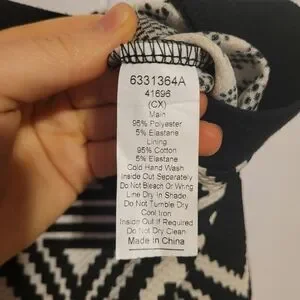 6331364A
41696
(CX)
Main
95% Polyester
5% Elastane
Lining:
95% Cotton
5% Elastane
Cold Hand Wash
Inside Out Separately
Do Not Bleach Or Wring
Line Dry In Shade
Do Not Tumble Dry
Cool Iron
Inside Out If Required
Do Not Dry Clean
Made In China